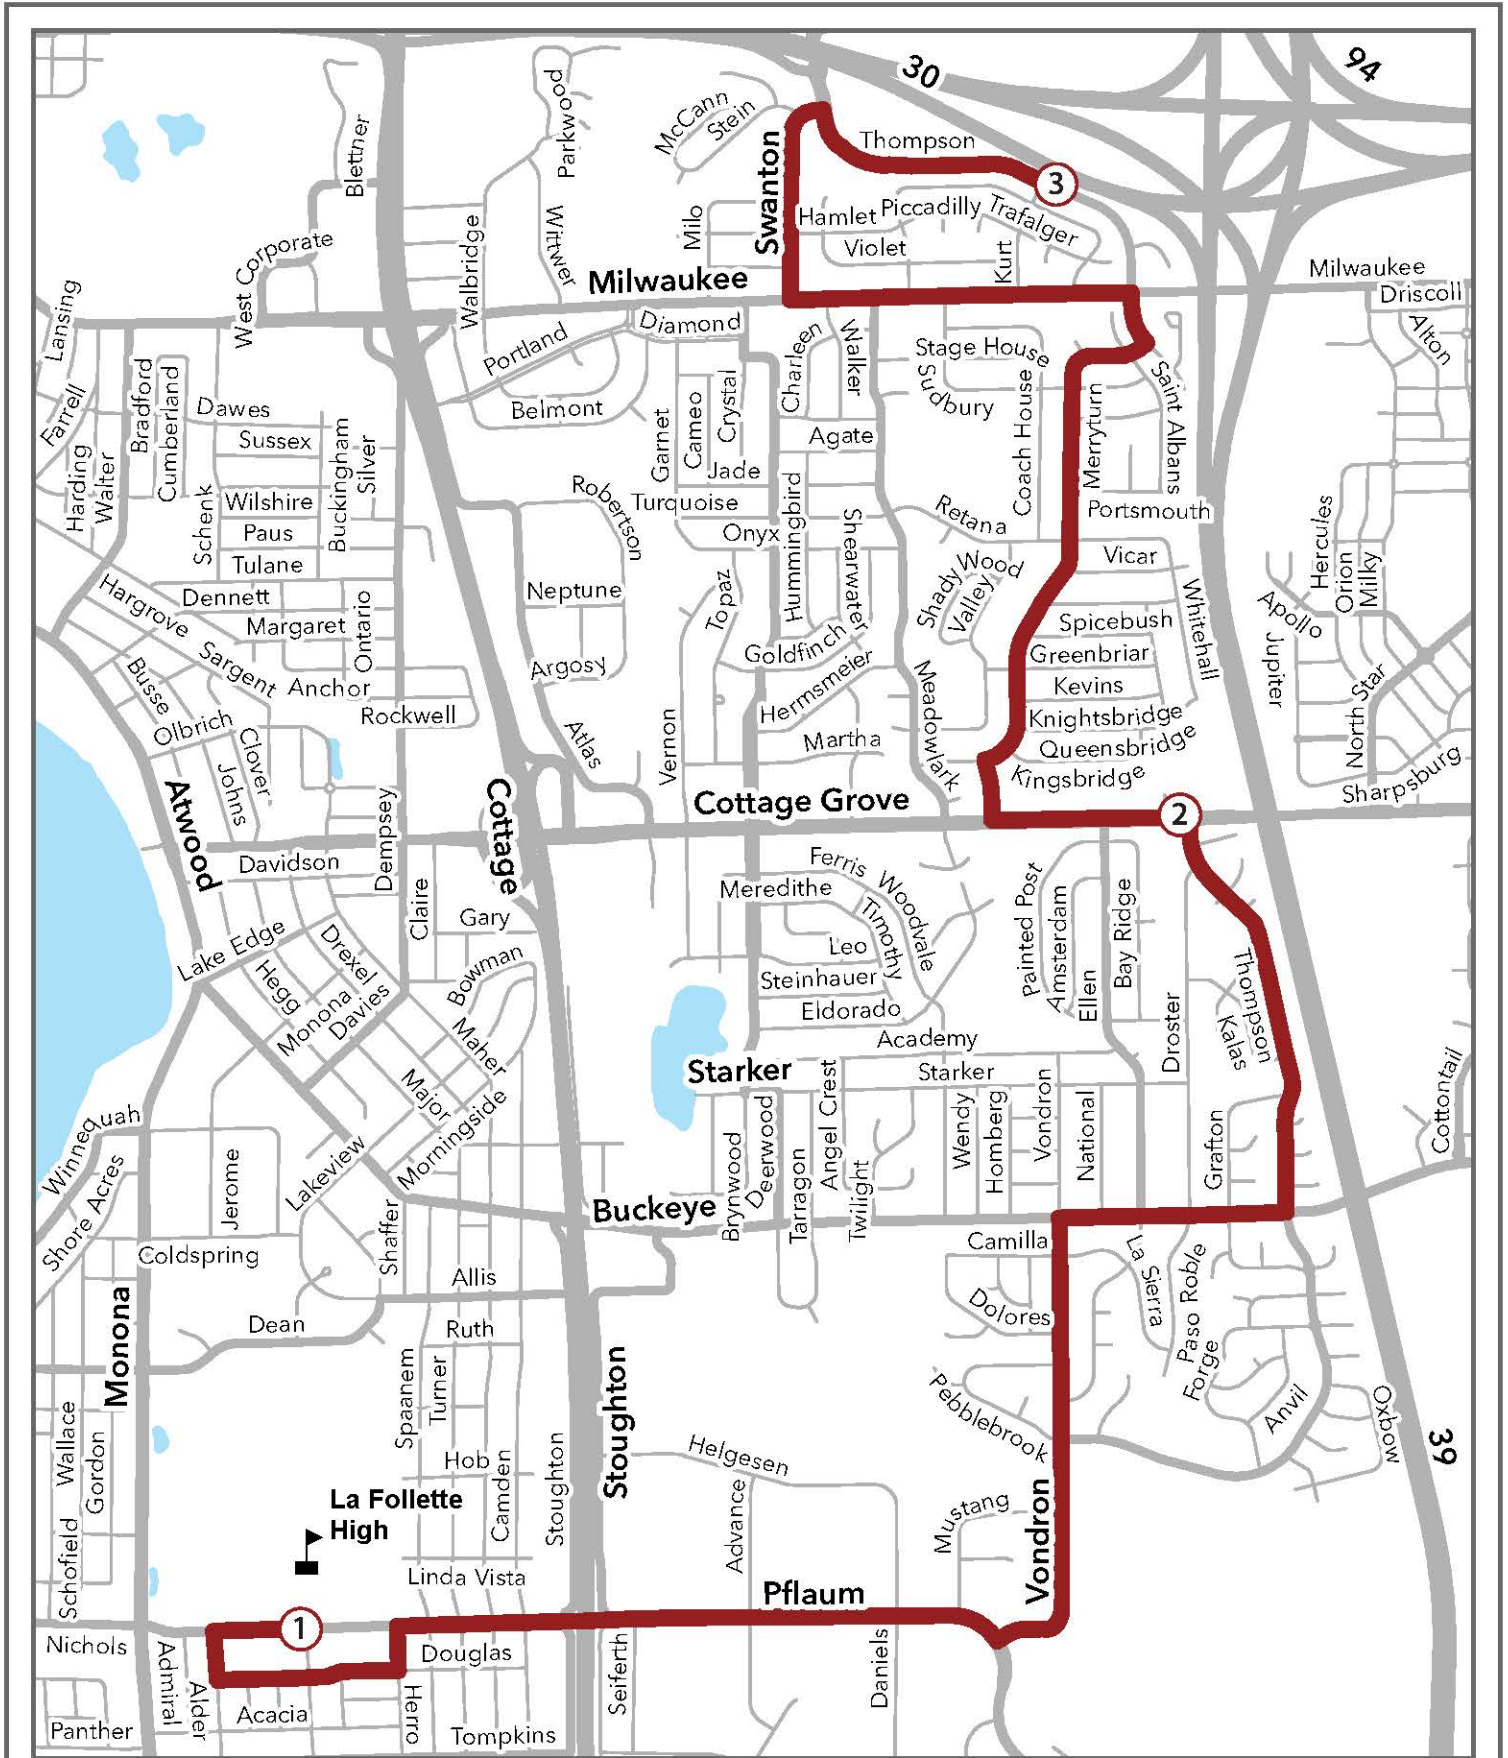 30
94
McCann
Stein
Parkwood
Blettner
Swanton
Thompson
3
Hamlet
Piccadilly
Trafalger
Milo
Violet
Kurt
Wittwer
Walbridge
West Corporate
Milwaukee
Milwaukee
Driscoll
Lansing
Diamond
Portland
Charleen
Walker
Stage House
Alton
Bradford
Cumberland
Dawes
Belmont
Garnet
Cameo
Crystal
Sudbury
Coach House
Merryturn
Saint Albans
Farrell
Sussex
Buckingham
Silver
Agate
Harding
Walter
Jade
Schenk
Wilshire
Robertson
Turquoise
Hummingbird
Shearwater
Retana
Portsmouth
Paus
Onyx
Hercules
Orion
Milky
Tulane
Vicar
Shady Wood
Valley
Whitehall
Hargrove
Dennett
Neptune
Topaz
Apollo
Margaret
Ontario
Spicebush
Jupiter
Sargent
Goldfinch
Greenbriar
Busse
Argosy
Anchor
Hermsmeier
Meadowlark
Kevins
North Star
Rockwell
Knightsbridge
Olbrich
Clover
Johns
Atlas
Vernon
Martha
Queensbridge
Kingsbridge
Sharpsburg
Atwood
Cottage
Cottage Grove
2
Dempsey
Davidson
Ferris
Woodvale
Meredithe
Claire
Gary
Timothy
Painted Post
Amsterdam
Ellen
Bay Ridge
Lake Edge
Drexel
Leo
Hegg
Bowman
Steinhauer
Thompson
Monona
Davies
Eldorado
Droster
Kalas
Maher
Academy
Starker
Starker
Major
Morningside
Angel Crest
Wendy
Homberg
Vondron
National
Cottontail
Winnequah
Brynwood
Deerwood
Tarragon
Twilight
Grafton
Shore Acres
Jerome
Lakeview
Buckeye
Shaffer
Coldspring
Camilla
La Sierra
Paso Roble
Allis
Dolores
Dean
Ruth
Forge
Monona
Spaanem
Turner
Stoughton
Pebblebrook
Anvil
Oxbow
39
Wallace
Gordon
Hob
Camden
Stoughton
Helgesen
La Follette
High
Advance
Mustang
Vondron
Schofield
Linda Vista
Pflaum
1
Nichols
Douglas
Admiral
Alder
Acacia
Herro
Seiferth
Daniels
Panther
Tompkins